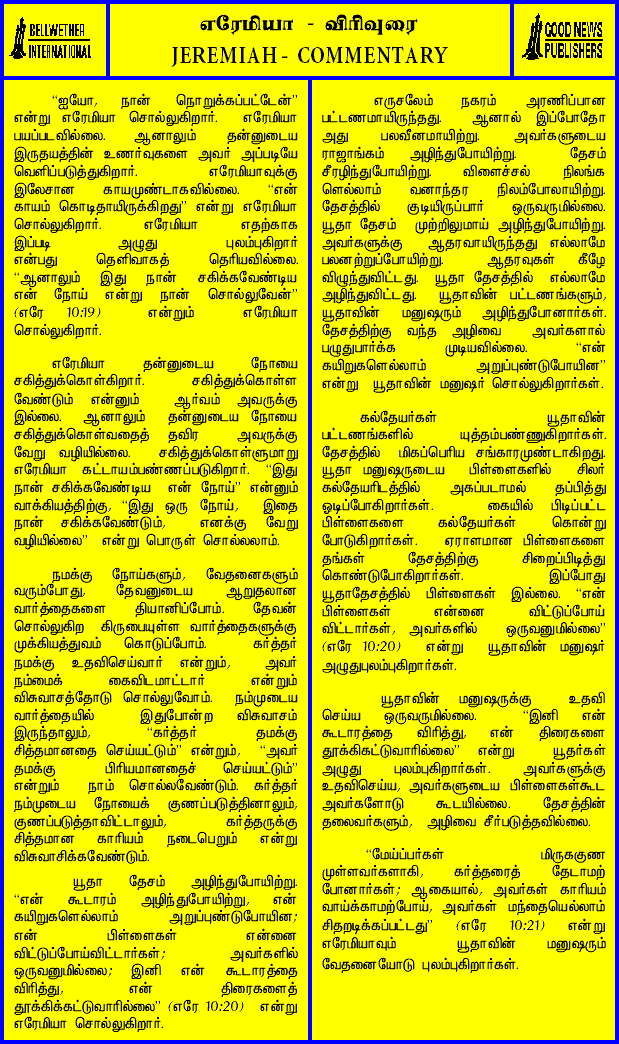 BELLWETHER
INTERNATIONAL
எரேமியா - விரிவுரை
JEREMIAH - COMMENTARY
GOOD NEWS
PUBLISHERS
“ஐயோ, நான் நொறுக்கப்பட்டேன்”
என்று எரேமியா சொல்லுகிறார். எரேமியா
பயப்படவில்லை. ஆனாலும் தன்னுடைய
இருதயத்தின் உணர்வுகளை அவர் அப்படியே
வெளிப்படுத்துகிறார். எரேமியாவுக்கு
இலேசான காயமுண்டாகவில்லை. “என்
காயம் கொடிதாயிருக்கிறது” என்று எரேமியா
சொல்லுகிறார். எரேமியா எதற்காக
இப்படி அழுது புலம்புகிறார்
என்பது தெளிவாகத் தெரியவில்லை.
“ஆனாலும் இது நான் சகிக்கவேண்டிய
என் நோய் என்று நான் சொல்லுவேன்”
(எரே 10:19) என்றும் எரேமியா
சொல்லுகிறார்.
எரேமியா தன்னுடைய நோயை
சகித்துக்கொள்கிறார். சகித்துக்கொள்ள
வேண்டும் என்னும் ஆர்வம் அவருக்கு
இல்லை. ஆனாலும் தன்னுடைய நோயை
சகித்துக்கொள்வதைத் தவிர அவருக்கு
வேறு வழியில்லை. சகித்துக்கொள்ளுமாறு
எரேமியா கட்டாயம்பண்ணப்படுகிறார். “இது
நான் சகிக்கவேண்டிய என் நோய்” என்னும்
வாக்கியத்திற்கு, “இது ஒரு நோய், இதை
நான் சகிக்கவேண்டும், எனக்கு வேறு
வழியில்லை” என்று பொருள் சொல்லலாம்.
நமக்கு நோய்களும், வேதனைகளும்
வரும்போது, தேவனுடைய ஆறுதலான
வார்த்தைகளை தியானிப்போம். தேவன்
சொல்லுகிற கிருபையுள்ள வார்த்தைகளுக்கு
முக்கியத்துவம் கொடுப்போம். கர்த்தர்
நமக்கு உதவிசெய்வார் என்றும், அவர்
நம்மைக் கைவிடமாட்டார் என்றும்
விசுவாசத்தோடு சொல்லுவோம். நம்முடைய
வார்த்தையில் இதுபோன்ற விசுவாசம்
இருந்தாலும், “கர்த்தர் தமக்கு
சித்தமானதை செய்யட்டும்” என்றும், “அவர்
தமக்கு பிரியமானதைச் செய்யட்டும்”
என்றும் நாம் சொல்லவேண்டும். கர்த்தர்
நம்முடைய நோயைக் குணப்படுத்தினாலும்,
குணப்படுத்தாவிட்டாலும், கர்த்தருக்கு
சித்தமான காரியம் நடைபெறும் என்று
விசுவாசிக்கவேண்டும்.
யூதா தேசம் அழிந்துபோயிற்று.
“என் கூடாரம் அழிந்துபோயிற்று, என்
கயிறுகளெல்லாம் அறுப்புண்டுபோயின;
என் பிள்ளைகள் என்னை
விட்டுப்போய்விட்டார்கள்; அவர்களில்
ஒருவனுமில்லை; இனி என் கூடாரத்தை
விரித்து, என் திரைகளைத்
தூக்கிக்கட்டுவாரில்லை” (எரே 10:20) என்று
எரேமியா சொல்லுகிறார்.
எருசலேம் நகரம் அரணிப்பான
பட்டணமாயிருந்தது. ஆனால் இப்போதோ
அது பலவீனமாயிற்று. அவர்களுடைய
ராஜாங்கம் அழிந்துபோயிற்று. தேசம்
சீரழிந்துபோயிற்று. விளைச்சல் நிலங்க
ளெல்லாம் வனாந்தர நிலம்போலாயிற்று.
தேசத்தில் குடியிருப்பார் ஒருவருமில்லை.
யூதா தேசம் முற்றிலுமாய் அழிந்துபோயிற்று.
அவர்களுக்கு ஆதரவாயிருந்தது எல்லாமே
பலனற்றுப்போயிற்று. ஆதரவுகள் கீழே
விழுந்துவிட்டது. யூதா தேசத்தில் எல்லாமே
அழிந்துவிட்டது. யூதாவின் பட்டணங்களும்,
யூதாவின் மனுஷரும் அழிந்துபோனார்கள்.
தேசத்திற்கு வந்த அழிவை அவர்களால்
பழுதுபார்க்க முடியவில்லை. “என்
கயிறுகளெல்லாம் அறுப்புண்டுபோயின”
என்று யூதாவின் மனுஷர் சொல்லுகிறார்கள்.
கல்தேயர்கள் யூதாவின்
பட்டணங்களில் யுத்தம்பண்ணுகிறார்கள்.
தேசத்தில் மிகப்பெரிய சங்காரமுண்டாகிறது.
யூதா மனுஷருடைய பிள்ளைகளில் சிலர்
கல்தேயரிடத்தில் அகப்படாமல் தப்பித்து
ஓடிப்போகிறார்கள். கையில் பிடிப்பட்ட
பிள்ளைகளை கல்தேயர்கள் கொன்று
போடுகிறார்கள். ஏராளமான பிள்ளைகளை
தங்கள் தேசத்திற்கு சிறைப்பிடித்து
கொண்டுபோகிறார்கள். இப்போது
யூதாதேசத்தில் பிள்ளைகள் இல்லை. “என்
பிள்ளைகள் என்னை விட்டுப்போய்
விட்டார்கள், அவர்களில் ஒருவனுமில்லை”
(எரே 10:20) என்று யூதாவின் மனுஷர்
அழுதுபுலம்புகிறார்கள்.
யூதாவின் மனுஷருக்கு உதவி
செய்ய ஒருவருமில்லை. “இனி என்
கூடாரத்தை விரித்து, என் திரைகளை
தூக்கிகட்டுவாரில்லை” என்று யூதர்கள்
அழுது புலம்புகிறார்கள். அவர்களுக்கு
உதவிசெய்ய, அவர்களுடைய பிள்ளைகள்கூட
அவர்களோடு கூடயில்லை. தேசத்தின்
தலைவர்களும், அழிவை சீர்படுத்தவில்லை.
“மேய்ப்பர்கள் மிருககுண
முள்ளவர்களாகி, கர்த்தரைத் தேடாமற்
போனார்கள்; ஆகையால், அவர்கள் காரியம்
வாய்க்காமற்போய், அவர்கள் மந்தையெல்லாம்
சிதறடிக்கப்பட்டது” (எரே 10:21) என்று
எரேமியாவும் யூதாவின் மனுஷரும்
வேதனையோடு புலம்புகிறார்கள்.